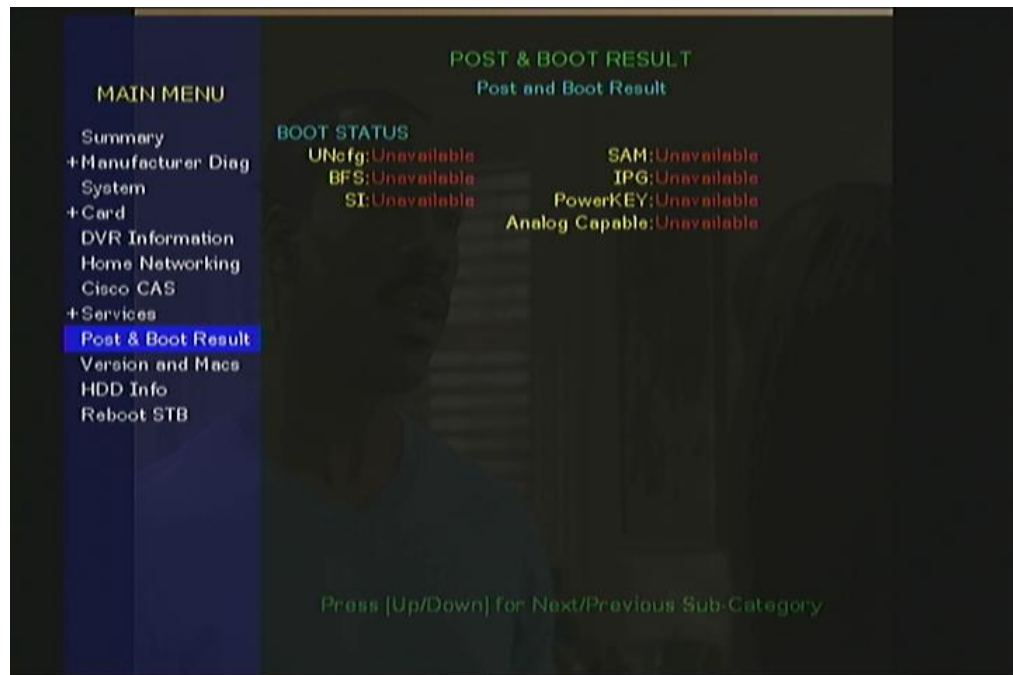 POST & BOOT RESULT
Post and Boot Result
MAIN MENU
Summary
+Manufacturer Diag
System
+Card
DVR Information
Home Networking
Cisco CAS
+Services
Post & Boot Result
Version and Macs
HDD Info
Reboot STB
BOOT STATUS
UNcfg:Unavailable SAM:Unavailable
BFS:Unavailable IPG:Unavailable
SI:Unavailable PowerKEY:Unavailable
Analog Capable:Unavailable
Press [Up/Down] for Next/Previous Sub-Category